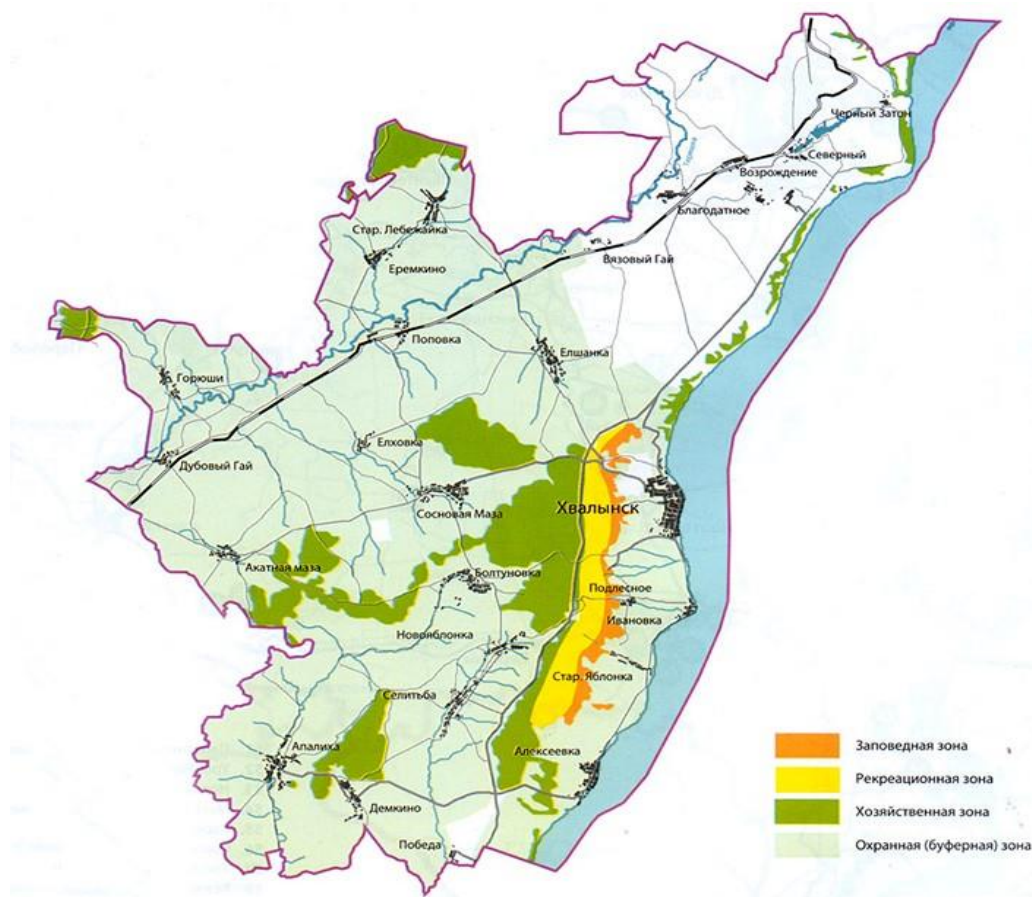 Черный Затон
Северный
Возрождение
Терешка
Благодатное
Стар. Лебежайка
Вязовый Гай
Еремкино
Поповка
Елшанка
Горюши
Елховка
Дубовый Гай
Сосновая Маза
Хвалынск
Акатная маза
Болтуновка
Подлесное
Ивановка
Новояблонка
Стар. Яблонка
Селитьба
Апалиха
Алексеевка
Демкино
Победа
Заповедная зона
Рекреационная зона
Хозяйственная зона
Охранная (буферная) зона